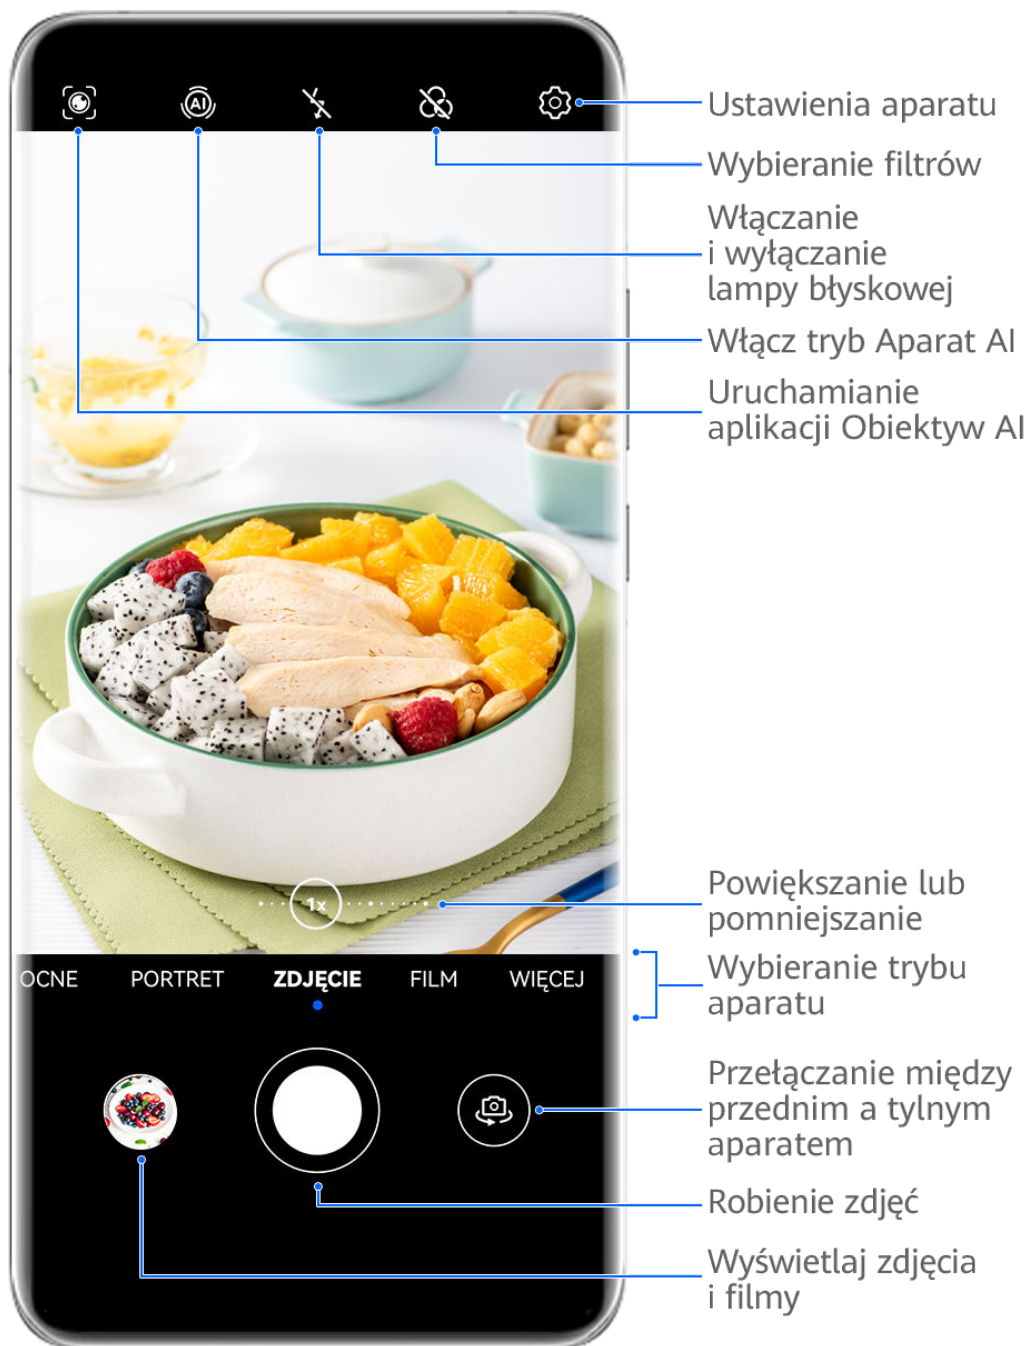 AI
Ustawienia aparatu
Wybieranie filtrów
Włączanie
i wyłączanie
lampy błyskowej
Włącz tryb Aparat AI
Uruchamianie
aplikacji Obiektyw AI
1x
Powiększanie lub
pomniejszanie
OCNE PORTRET ZDJĘCIE FILM WIĘCEJ
Wybieranie trybu
aparatu
Przełączanie między
przednim a tylnym
aparatem
Robienie zdjęć
Wyświetlaj zdjęcia
i filmy